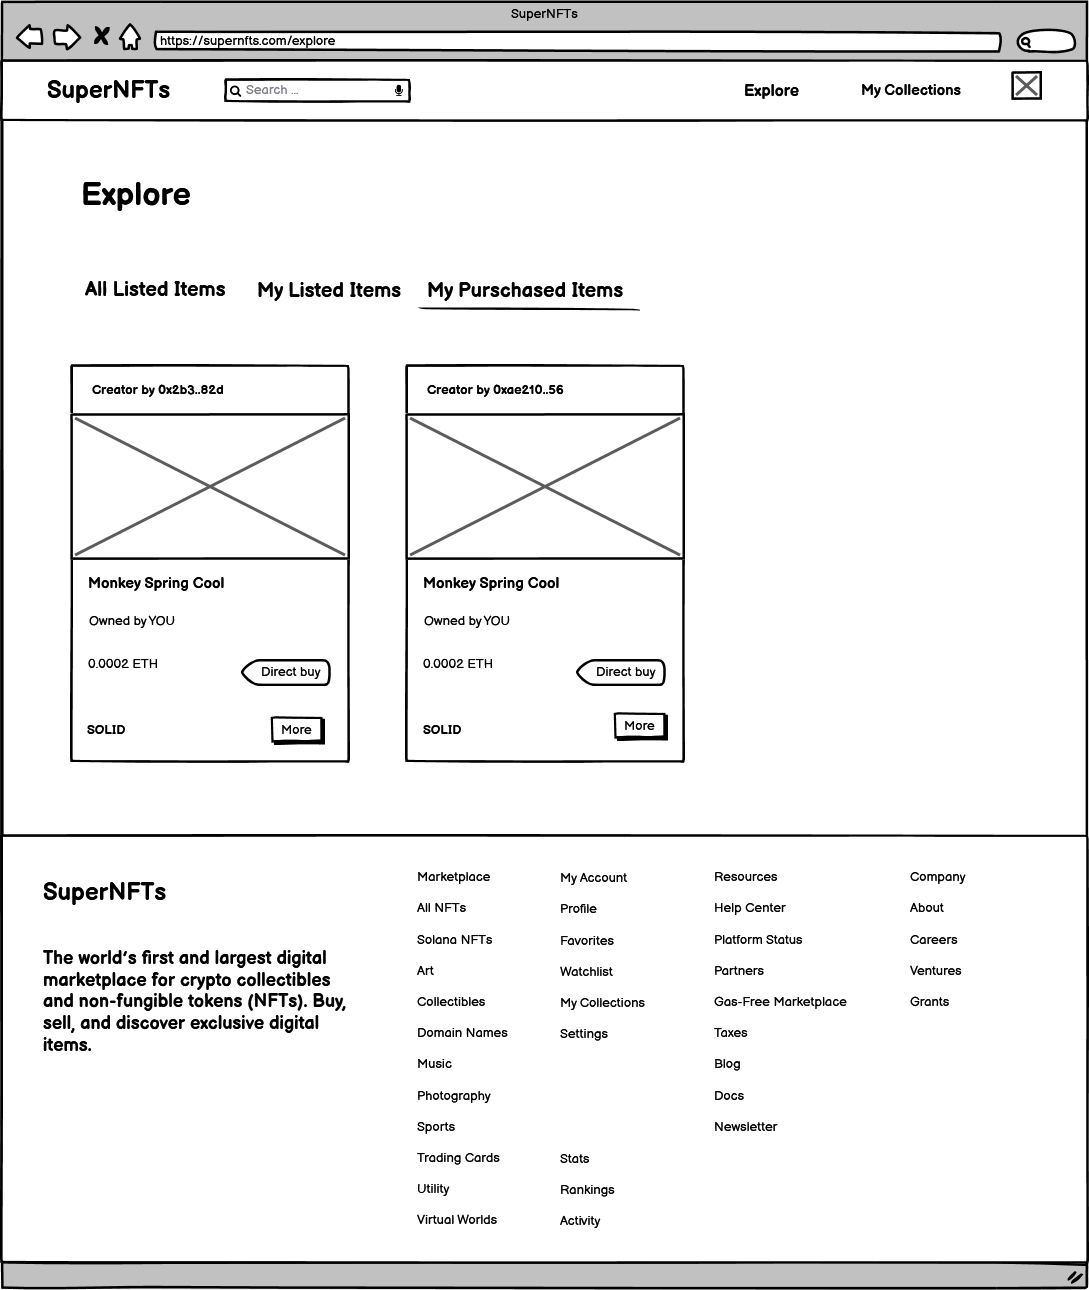 SuperNFTs
https://supernfts.com/explore
SuperNFTs
Search ...
Explore
My Collections
Explore
All Listed Items
My Listed Items
My Purschased Items
Creator by 0x2b3..82d
Monkey Spring Cool
Owned by YOU
0.0002 ETH
Direct buy
SOLID
More
Creator by 0xae210..56
Monkey Spring Cool
Owned by YOU
0.0002 ETH
Direct buy
SOLID
More
SuperNFTs
The world's first and largest digital
marketplace for crypto collectibles
and non-fungible tokens (NFTs). Buy,
sell, and discover exclusive digital
items.
Marketplace
All NFTs
Solana NFTs
Art
Collectibles
Domain Names
Music
Photography
Sports
Trading Cards
Utility
Virtual Worlds
My Account
Profile
Favorites
Watchlist
My Collections
Settings
Stats
Rankings
Activity
Resources
Help Center
Platform Status
Partners
Gas-Free Marketplace
Taxes
Blog
Docs
Newsletter
Company
About
Careers
Ventures
Grants